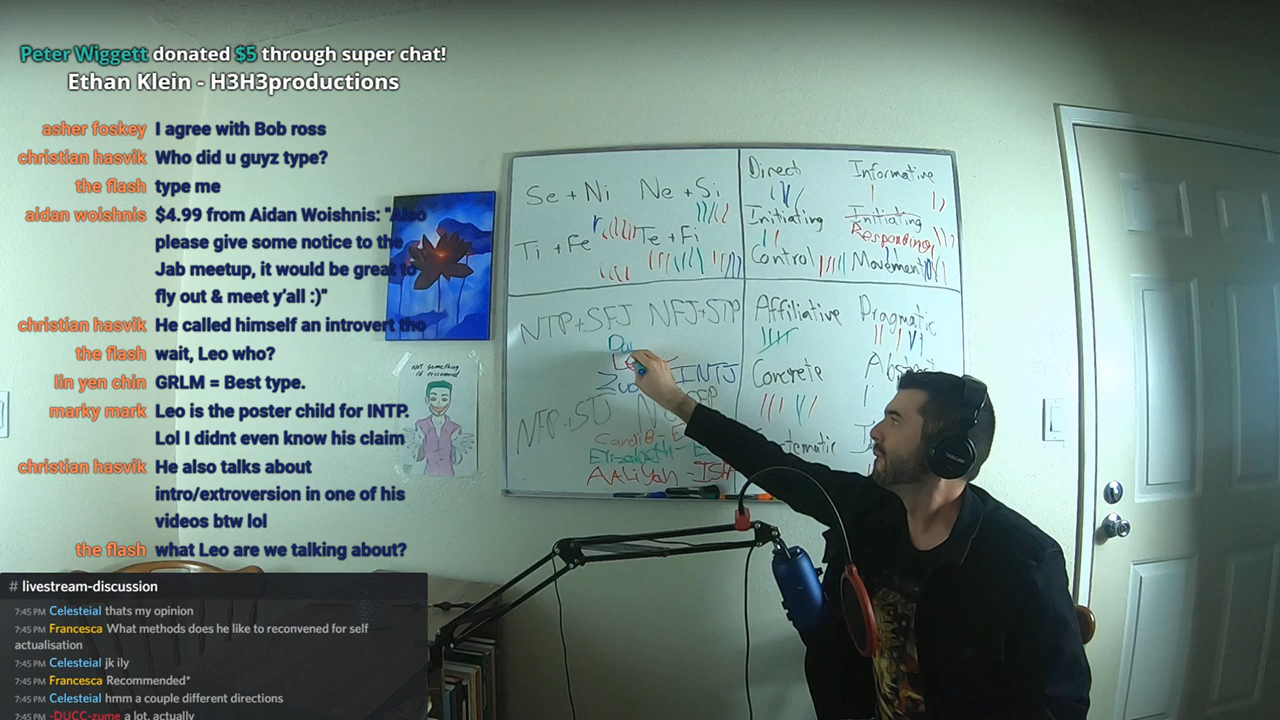 Peter Wiggett donated $5 through super chat!
Ethan Klein - H3H3productions
asher foskey I agree with Bob ross
christian hasvik Who did u guyz type?
the flash type me
aidan woishnis $4.99 from Aidan Woishnis: "Also
please give some notice to the
Jab meetup, it would be great to
fly out & meet y'all :)"
christian hasvik He called himself an introvert tho
the flash wait, Leo who?
lin yen chin GRLM = Best type.
marky mark Leo is the poster child for INTP.
Lol I didnt even know his claim
christian hasvik He also talks about
intro/extroversion in one of his
videos btw lol
the flash what Leo are we talking about?
# livestream-discussion
7:45 PM Celesteial thats my opinion
7:45 PM Francesca What methods does he like to reconvened for self
actualisation
7:45 PM Celesteial jk ily
7:45 PM Francesca Recommended*
7:45 PM Celesteial hmm a couple different directions
7:45 PM -DUCC-zume a lot, actually
NOT something
I'd recommend
Se + Ni Ne + Si
Ti + Fe Te + Fi
NTP + SFJ NFJ + STP
INTJ
NFP + STJ
Cardi B - E
Elizabeth - E
Aaliyah - ISF
Direct Informative
Initiating Initiating
Responding
Control Movement
Affiliative Pragmatic
Concrete